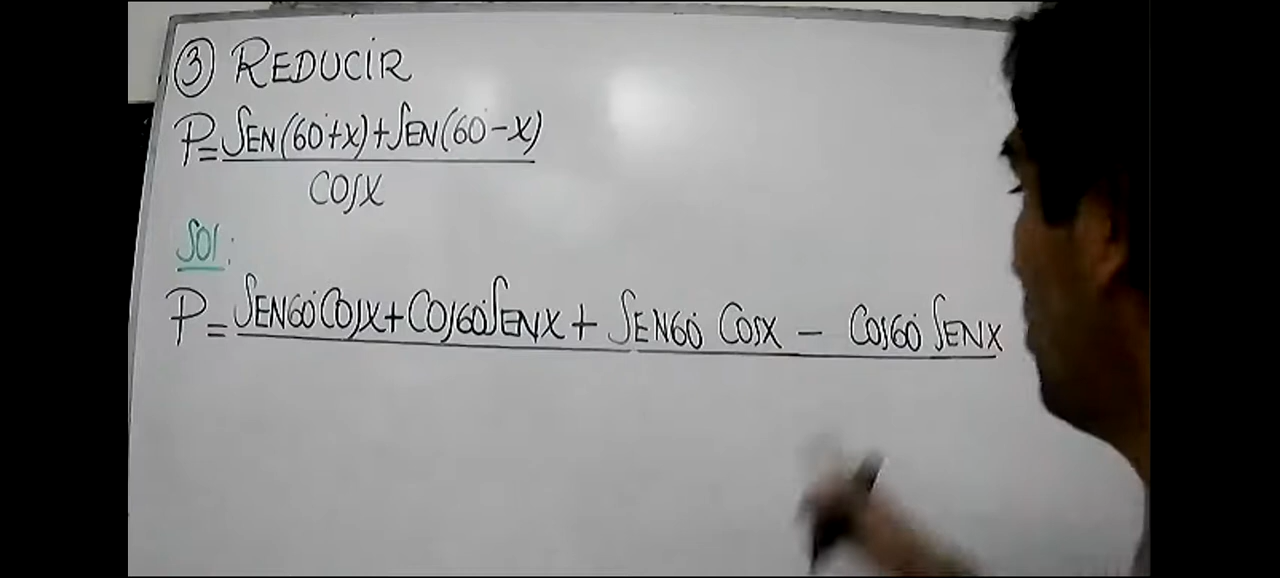 ③ REDUCIR
P= SEN(60°+X)+SEN(60°-X)
COSX
SOl:
P= SEN60°COSX+COS60°SENX+ SEN60° COSX - COS60° SENX